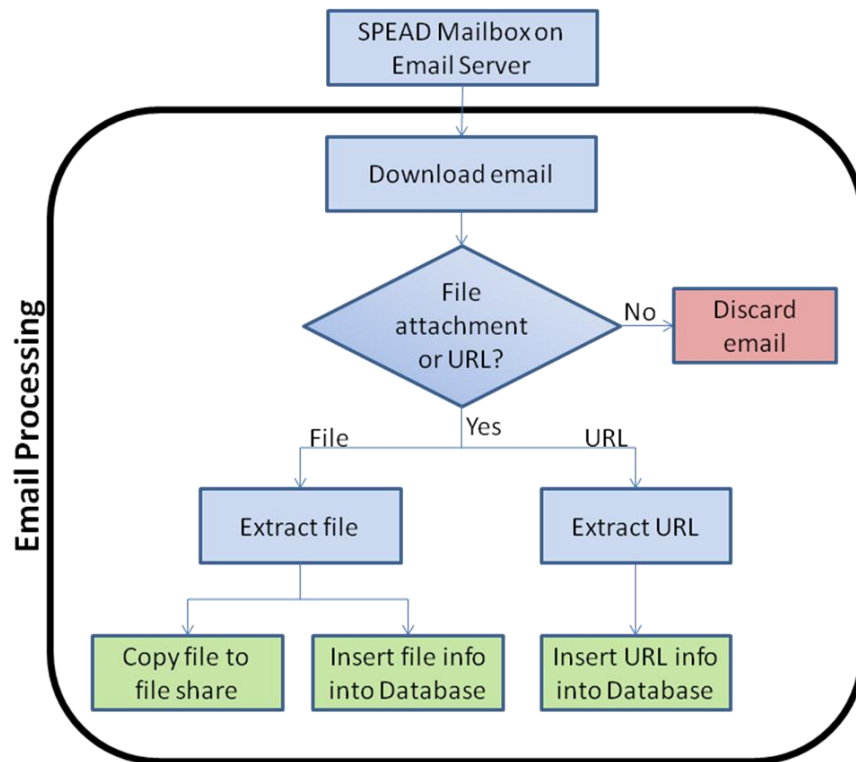 SPEAD Mailbox on
Email Server
Download email
File
attachment
or URL?
No
Discard
email
Yes
File
URL
Extract file
Extract URL
Copy file to
file share
Insert file info
into Database
Insert URL info
into Database
Email Processing